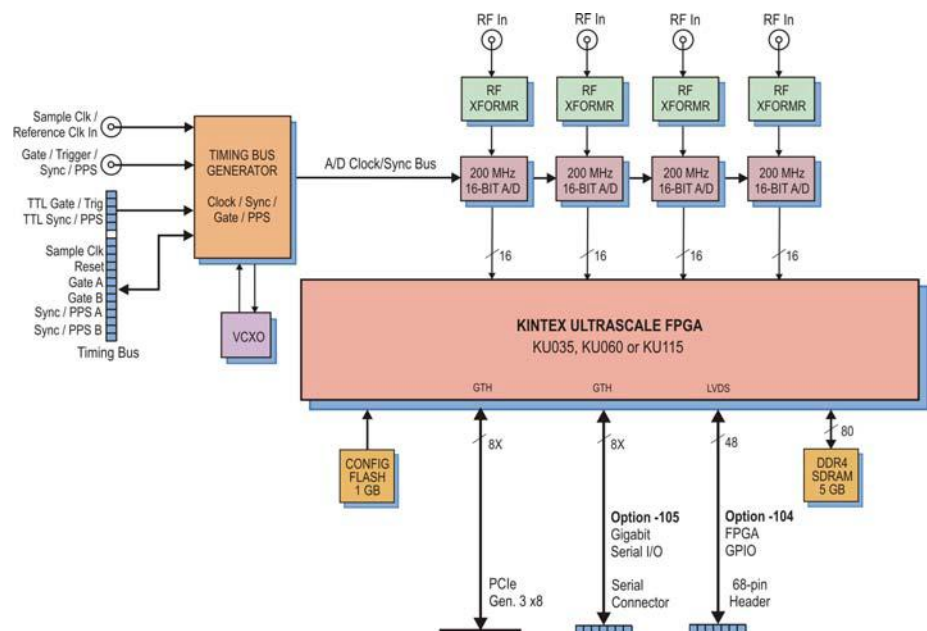 RF In
RF In
RF In
RF In
RF
XFORMR
RF
XFORMR
RF
XFORMR
RF
XFORMR
Sample Clk /
Reference Clk In
Gate / Trigger /
Sync / PPS
TTL Gate / Trig
TTL Sync / PPS
Sample Clk
Reset
Gate A
Gate B
Sync / PPS A
Sync / PPS B
Timing Bus
TIMING BUS
GENERATOR
Clock / Sync /
Gate / PPS
VCXO
A/D Clock/Sync Bus
200 MHz
16-BIT A/D
200 MHz
16-BIT A/D
200 MHz
16-BIT A/D
200 MHz
16-BIT A/D
16
16
16
16
KINTEX ULTRASCALE FPGA
KU035, KU060 or KU115
GTH
GTH
LVDS
CONFIG
FLASH
1 GB
8X
8X
48
80
DDR4
SDRAM
5 GB
PCIe
Gen. 3 x8
Option -105
Gigabit
Serial I/O
Serial
Connector
Option -104
FPGA
GPIO
68-pin
Header